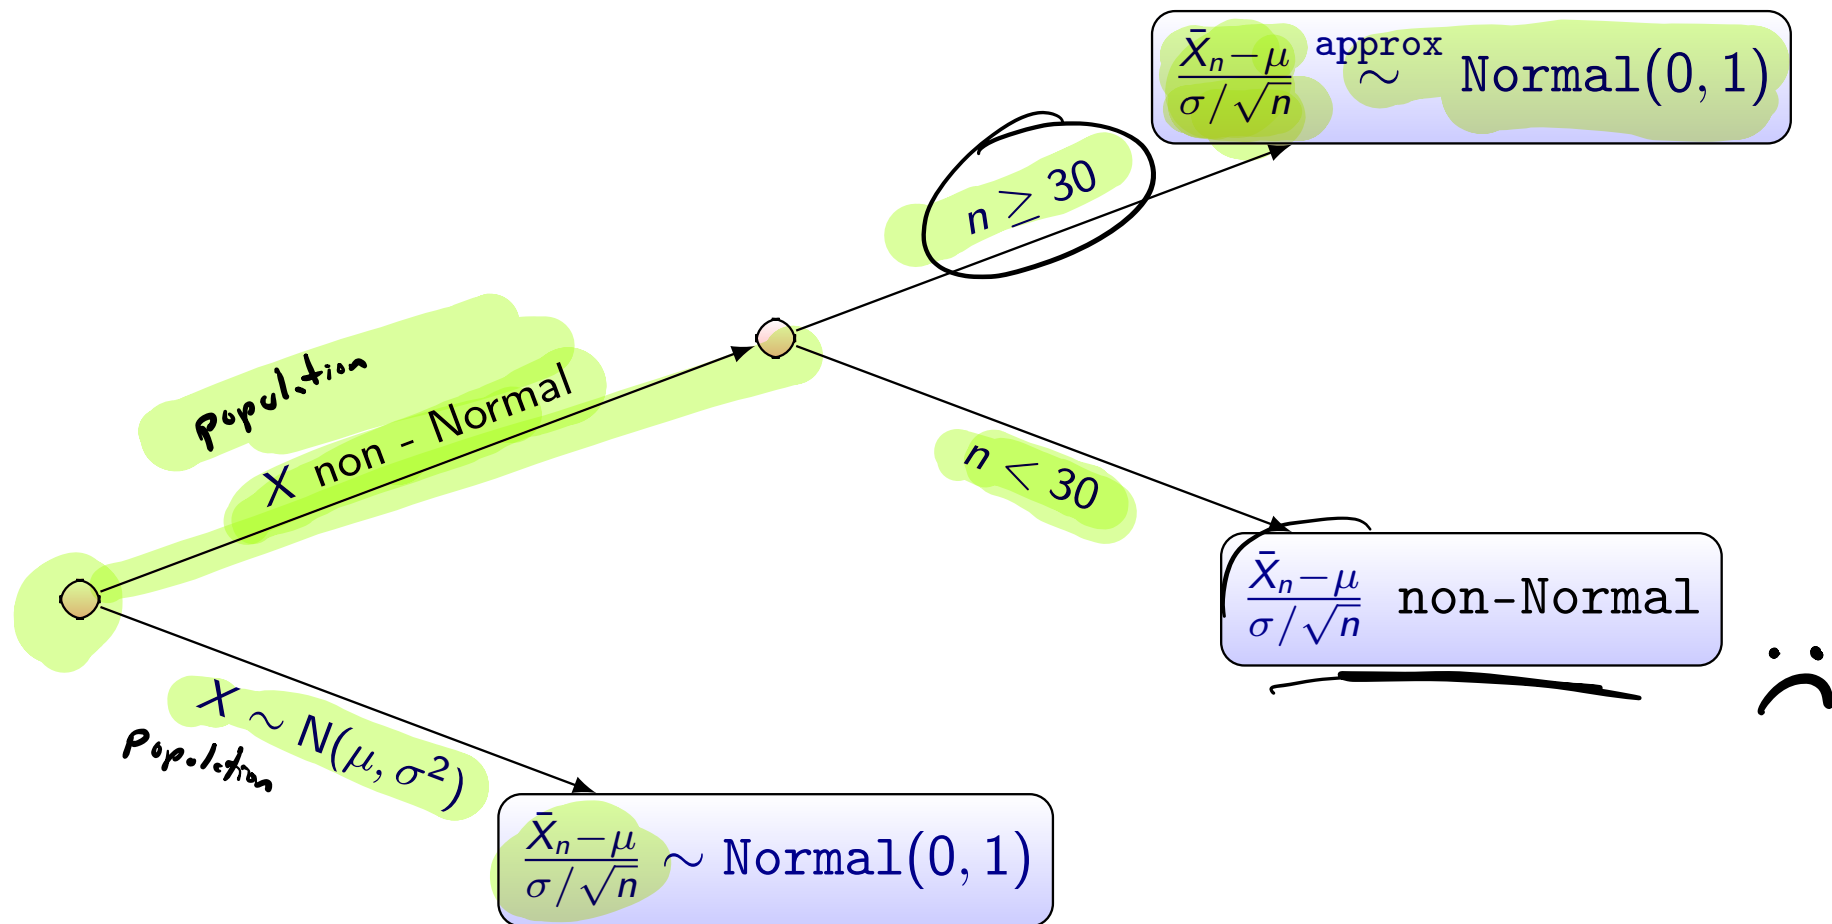 X̄ₙ−μ / σ/√n approx ∼ Normal(0, 1)
n ≥ 30
population
X non - Normal
n < 30
X̄ₙ−μ / σ/√n non-Normal
X ∼ N(μ, σ²)
Population
X̄ₙ−μ / σ/√n ∼ Normal(0, 1)